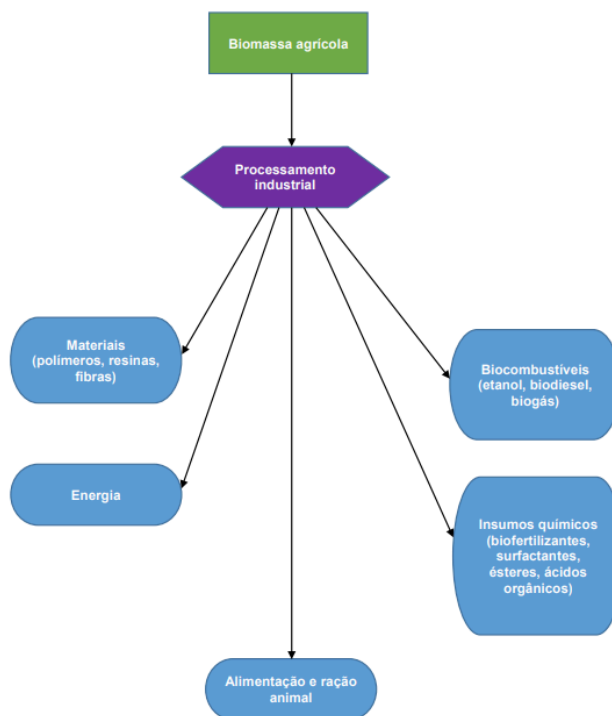 Biomassa agrícola
Processamento
industrial
Materiais
(polímeros, resinas,
fibras)
Biocombustíveis
(etanol, biodiesel,
biogás)
Energia
Insumos químicos
(biofertilizantes,
surfactantes,
ésteres, ácidos
orgânicos)
Alimentação e ração
animal